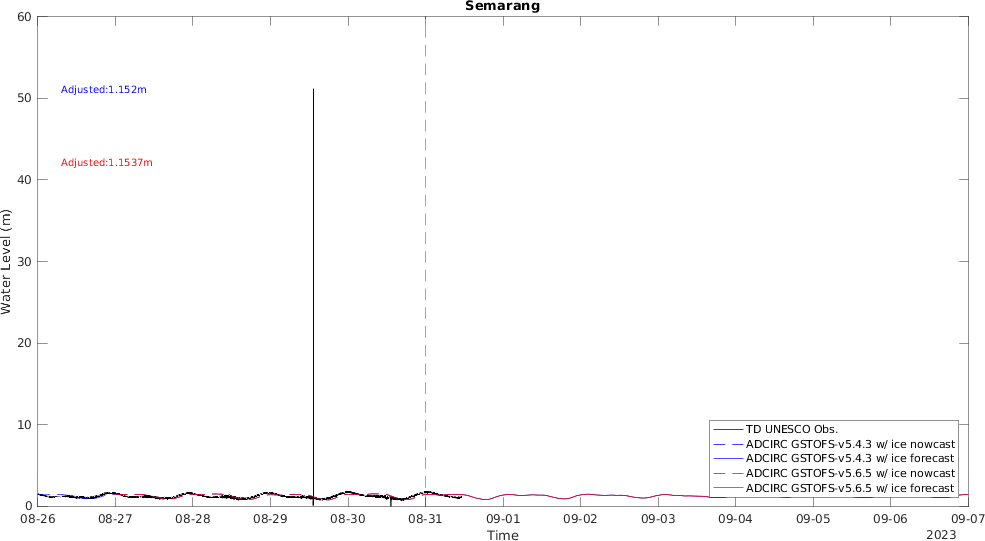 Semarang
60
50
40
30
20
10
0
Water Level (m)
Adjusted:1.152m
Adjusted:1.1537m
TD UNESCO Obs.
ADCIRC GSTOFS-v5.4.3 w/ ice nowcast
ADCIRC GSTOFS-v5.4.3 w/ ice forecast
ADCIRC GSTOFS-v5.6.5 w/ ice nowcast
ADCIRC GSTOFS-v5.6.5 w/ ice forecast
08-26 08-27 08-28 08-29 08-30 08-31 09-01 09-02 09-03 09-04 09-05 09-06 09-07
Time
2023